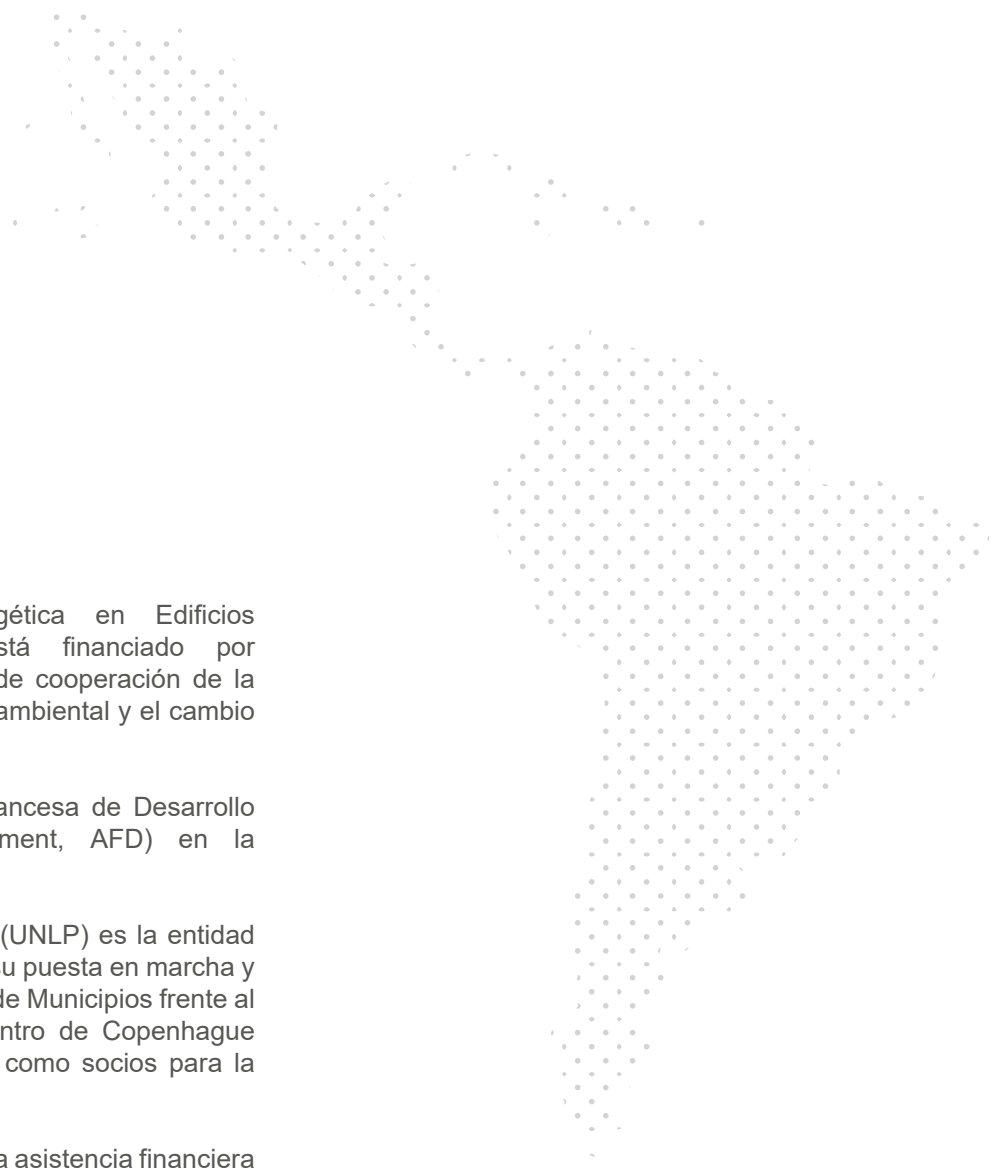 gética en Edificios
stá financiado por
de cooperación de la
ambiental y el cambio
ancesa de Desarrollo
ment, AFD) en la
(UNLP) es la entidad
su puesta en marcha y
de Municipios frente al
ntro de Copenhague
como socios para la
a asistencia financiera